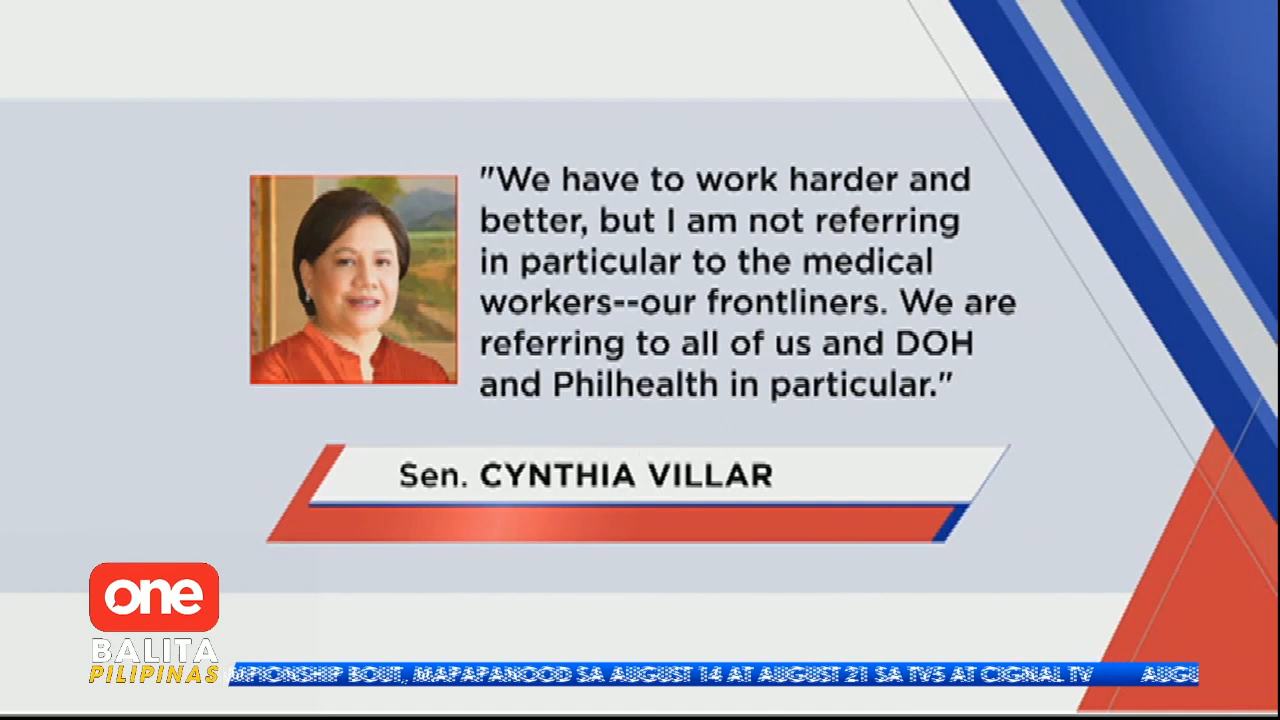 "We have to work harder and
better, but I am not referring
in particular to the medical
workers--our frontliners. We are
referring to all of us and DOH
and Philhealth in particular."
Sen. CYNTHIA VILLAR
one
BALITA
PILIPINAS
MPIONSHIP BOUT, MAPAPANOOD SA AUGUST 14 AT AUGUST 21 SA TV5 AT CIGNAL TV AUGU